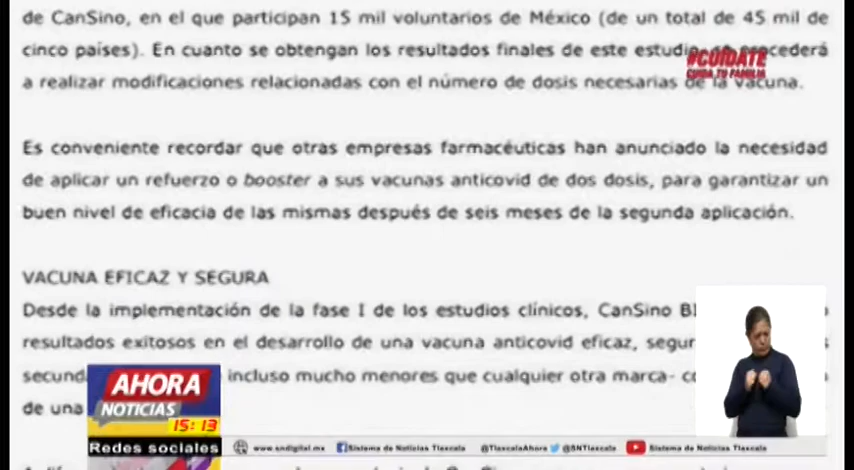 de CanSino, en el que participan 15 mil voluntarios de México (de un total de 45 mil de
cinco países). En cuanto se obtengan los resultados finales de este estudio procederá
#CUÍDATE
a realizar modificaciones relacionadas con el número de dosis necesarias de la vacuna.
CUIDA TU FAMILIA
Es conveniente recordar que otras empresas farmacéuticas han anunciado la necesidad
de aplicar un refuerzo o booster a sus vacunas anticovid de dos dosis, para garantizar un
buen nivel de eficacia de las mismas después de seis meses de la segunda aplicación.
VACUNA EFICAZ Y SEGURA
Desde la implementación de la fase I de los estudios clínicos, CanSino
resultados exitosos en el desarrollo de una vacuna anticovid eficaz,
incluso mucho menores que cualquier otra marca-
de una
AHORA
NOTICIAS
15:13
Redes sociales
www.sndigital.mx Sistema de Noticias Tlaxcala @TlaxcalaAhora @SNTlaxcala Sistema de Noticias Tlaxcala